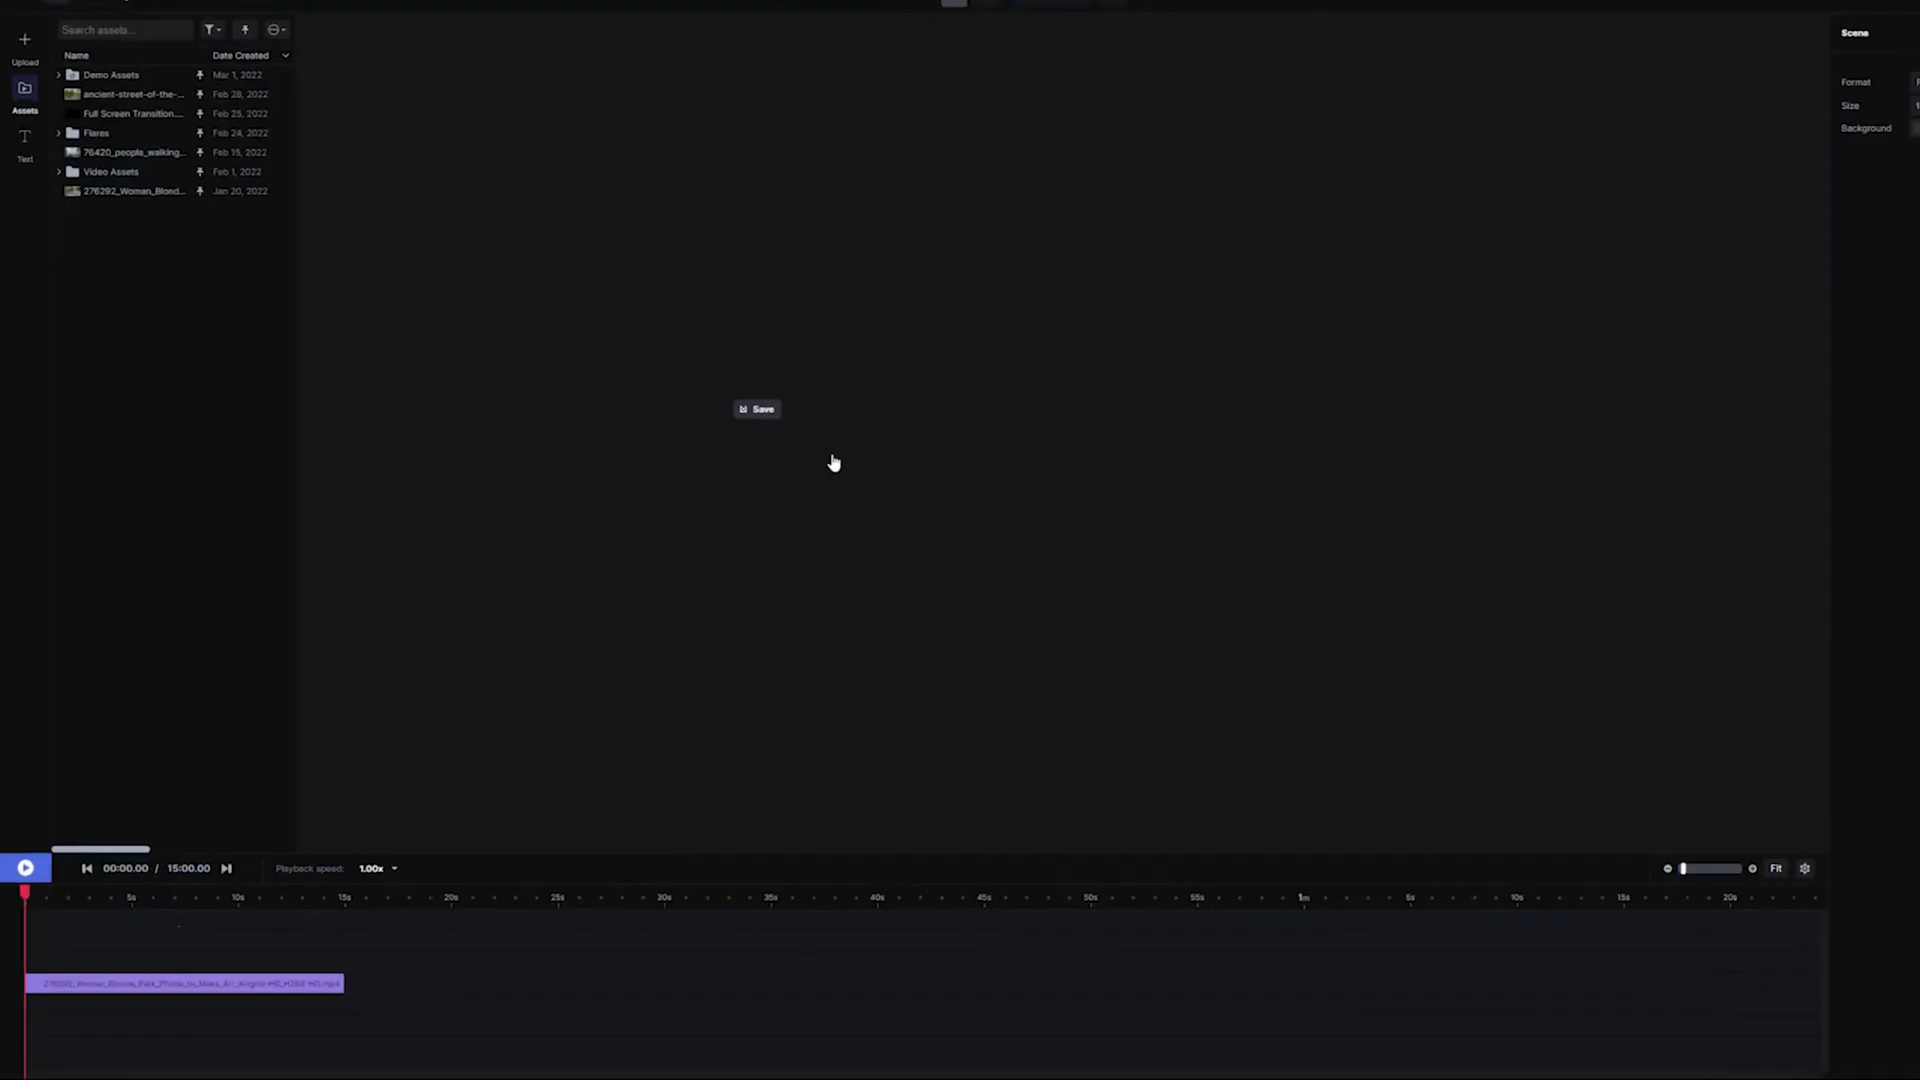 Scene
Search assets...
Upload
Assets
Text
Name Date Created
Demo Assets Mar 1, 2022
ancient-street-of-the-... Feb 28, 2022
Full Screen Transition.... Feb 25, 2022
Flares Feb 24, 2022
76420_people_walking... Feb 15, 2022
Video Assets Feb 1, 2022
276292_Woman_Blond... Jan 20, 2022
Format
Size
Background
Save
00:00.00 / 15:00.00 Playback speed: 1.00x Fit
5s 10s 15s 20s 25s 30s 35s 40s 45s 50s 55s 1m 5s 10s 15s 20s